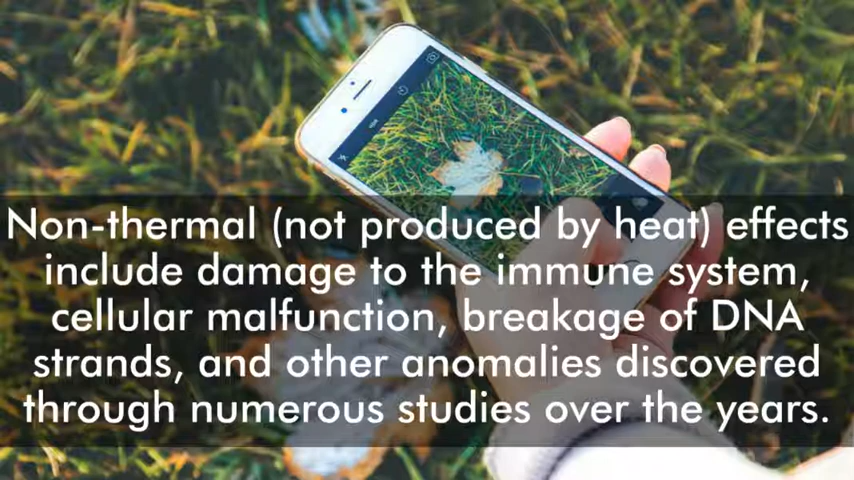 Non-thermal (not produced by heat) effects
include damage to the immune system,
cellular malfunction, breakage of DNA
strands, and other anomalies discovered
through numerous studies over the years.